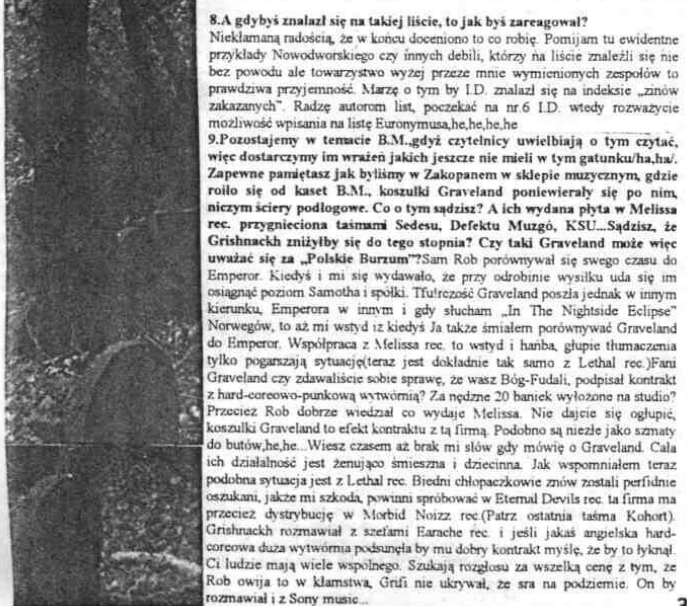 8.A gdybyś znalazł się na takiej liście, to jak byś zareagował?
Niekłamaną radością, że w końcu doceniono to co robię. Pomijam tu ewidentne
przykłady Nowodworskiego czy innych debili, którzy na liście znaleźli się nie
bez powodu ale towarzystwo wyżej przeze mnie wymienionych zespołów to
prawdziwa przyjemność. Marzę o tym by I.D. znalazł się na indeksie „zinów
zakazanych". Radzę autorom list, poczekać na nr.6 I.D. wtedy rozważycie
możliwość wpisania na listę Euronymusa,he,he,he,he
9.Pozostajemy w temacie B.M.,gdyż czytelnicy uwielbiają o tym czytać,
więc dostarczymy im wrażeń jakich jeszcze nie mieli w tym gatunku/ha,ha/.
Zapewne pamiętasz jak byliśmy w Zakopanem w sklepie muzycznym, gdzie
roiło się od kaset B.M., koszulki Graveland poniewierały się po nim,
niczym ściery podłogowe. Co o tym sądzisz? A ich wydana płyta w Melissa
rec. przygnieciona taśmami Sedesu, Defektu Muzgó, KSU...Sądzisz, że
Grishnackh zniżyłby się do tego stopnia? Czy taki Graveland może więc
uważać się za „Polskie Burzum"?Sam Rob porównywał się swego czasu do
Emperor. Kiedyś i mi się wydawało, że przy odrobinie wysiłku uda się im
osiągnąć poziom Samotha i spółki. Tfu!rczość Graveland poszła jednak w innym
kierunku, Emperora w innym i gdy słucham „In The Nightside Eclipse"
Norwegów, to aż mi wstyd iz kiedyś Ja także śmiałem porównywać Graveland
do Emperor. Współpraca z Melissa rec. to wstyd i hańba, głupie tłumaczenia
tylko pogarszają sytuację(teraz jest dokładnie tak samo z Lethal rec.)Fani
Graveland czy zdawaliście sobie sprawę, że wasz Bóg-Fudali, podpisał kontrakt
z hard-coreowo-punkową wytwórnią? Za nędzne 20 baniek wyłożone na studio?
Przecież Rob dobrze wiedział co wydaje Melissa. Nie dajcie się ogłupić,
koszulki Graveland to efekt kontraktu z tą firmą. Podobno są niezłe jako szmaty
do butów,he,he...Wiesz czasem aż brak mi słów gdy mówię o Graveland. Cała
ich działalność jest żenująco śmieszna i dziecinna. Jak wspomniałem teraz
podobna sytuacja jest z Lethal rec. Biedni chłopaczkowie znów zostali perfidnie
oszukani, jakże mi szkoda, powinni spróbować w Eternal Devils rec. ta firma ma
przecież dystrybucję w Morbid Noizz rec.(Patrz ostatnia taśma Kohort).
Grishnackh rozmawiał z szefami Earache rec. i jeśli jakaś angielska hard-
corowa duża wytwórnia podsunęła by mu dobry kontrakt myślę, że by to łyknął.
Ci ludzie mają wiele wspólnego. Szukają rozgłosu za wszelką cenę z tym, że
Rob owija to w kłamstwa, Grifi nie ukrywał, że sra na podziemie. On by
rozmawiał i z Sony music...